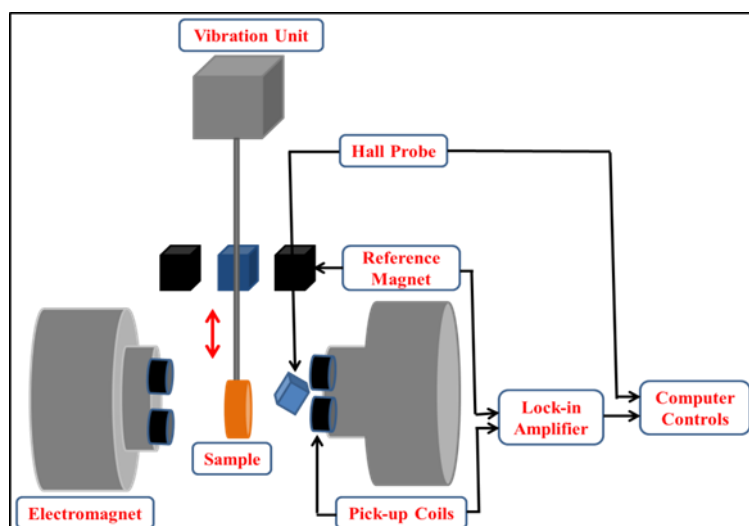 Vibration Unit
Hall Probe
Reference
Magnet
Lock-in
Amplifier
Computer
Controls
Sample
Electromagnet
Pick-up Coils